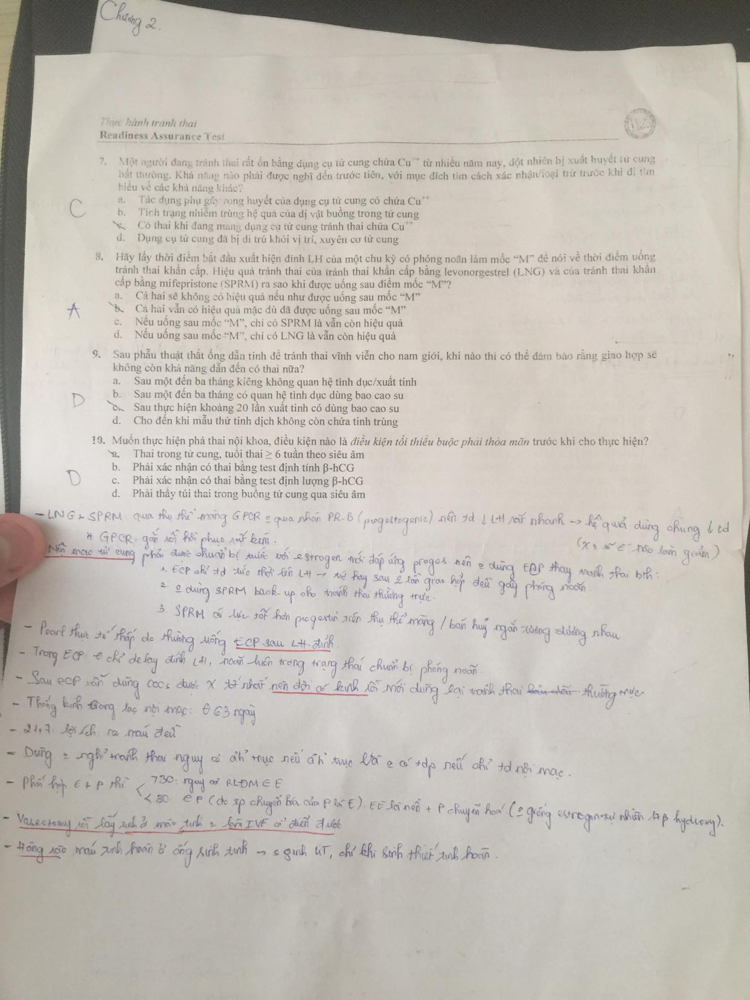 Chương 2.
Thực hành tránh thai
Readiness Assurance Test
7. Một người đang tránh thai rất ổn bằng dụng cụ tử cung chứa Cu++ từ nhiều năm nay, đột nhiên bị xuất huyết tử cung
bất thường. Khả năng nào phải được nghĩ đến trước tiên, với mục đích tìm cách xác nhận/loại trừ trước khi đi tìm
hiểu về các khả năng khác?
a. Tác dụng phụ gây rong huyết của dụng cụ tử cung có chứa Cu++
b. Tình trạng nhiễm trùng hệ quả của dị vật buồng trong tử cung
C
c. Có thai khi đang mang dụng cụ tử cung tránh thai chứa Cu++
d. Dụng cụ tử cung đã bị di trú khỏi vị trí, xuyên cơ tử cung
8. Hãy lấy thời điểm bắt đầu xuất hiện đỉnh LH của một chu kỳ có phóng noãn làm mốc “M” để nói về thời điểm uống
tránh thai khẩn cấp. Hiệu quả tránh thai của tránh thai khẩn cấp bằng levonorgestrel (LNG) và của tránh thai khẩn
cấp bằng mifepristone (SPRM) ra sao khi được uống sau điểm mốc “M”?
a. Cả hai sẽ không có hiệu quả nếu như được uống sau mốc “M”
A
b. Cả hai vẫn có hiệu quả mặc dù đã được uống sau mốc “M”
c. Nếu uống sau mốc “M”, chỉ có SPRM là vẫn còn hiệu quả
d. Nếu uống sau mốc “M”, chỉ có LNG là vẫn còn hiệu quả
9. Sau phẫu thuật thắt ống dẫn tinh để tránh thai vĩnh viễn cho nam giới, khi nào thì có thể đảm bảo rằng giao hợp sẽ
không còn khả năng dẫn đến có thai nữa?
a. Sau một đến ba tháng kiêng không quan hệ tình dục/xuất tinh
b. Sau một đến ba tháng có quan hệ tình dục dùng bao cao su
D
c. Sau thực hiện khoảng 20 lần xuất tinh có dùng bao cao su
d. Cho đến khi mẫu thử tinh dịch không còn chứa tinh trùng
10. Muốn thực hiện phá thai nội khoa, điều kiện nào là điều kiện tối thiểu buộc phải thỏa mãn trước khi cho thực hiện?
a. Thai trong tử cung, tuổi thai ≥ 6 tuần theo siêu âm
b. Phải xác nhận có thai bằng test định tính β-hCG
D
c. Phải xác nhận có thai bằng test định lượng β-hCG
d. Phải thấy túi thai trong buồng tử cung qua siêu âm
- LNG & SPRM: qua thụ thể màng GPCR qua nhân PR-B (progestogenic) nên td ↓ LH rất nhanh → hệ quả dùng chung ↓ td
* GPCR: gắn rồi hồi phục rất kém.
Nội mạc tử cung phải được chuẩn bị trước với estrogen mới đáp ứng proges nên dùng ECP thay tránh thai bth:
1. ECP chỉ td tức thời lên LH → trễ hay sau 2 lần giao hợp đều gây phóng noãn
2. dùng SPRM back-up cho tránh thai thường trực.
3. SPRM ái lực tốt hơn progestin trên thụ thể màng / bán huỷ ngắn tương đương nhau
- Pearl thực tế thấp do thường uống ECP sau LH đỉnh.
- Trong ECP: chỉ delay đỉnh LH, noãn luôn trong trạng thái chuẩn bị phóng noãn.
- Sau ECP vẫn dùng COCs được tốt nhất nên đợi có kinh rồi mới dùng lại tránh thai thường trực
- Thống kinh trong lạc nội mạc: 63 ngày
- 21+7: lợi ích: ra máu đều
- Dùng nghỉ tránh thai nguy cơ ảh trục nếu ảh trục có tdp nếu chỉ td nội mạc.
- Phối hợp E & P thì >30: nguy cơ RLĐM E
<30: P (do sp chuyển hóa của P là E). EE là nền + P chuyển hoá (giống estrogen tự nhiên 17β hydroxy).
- Vasectomy rồi lấy tinh ở mào tinh làm IVF có điển được
- Hàng rào máu tinh hoàn ở ống sinh tinh → sinh UT, chỉ khi sinh thiết tinh hoàn.